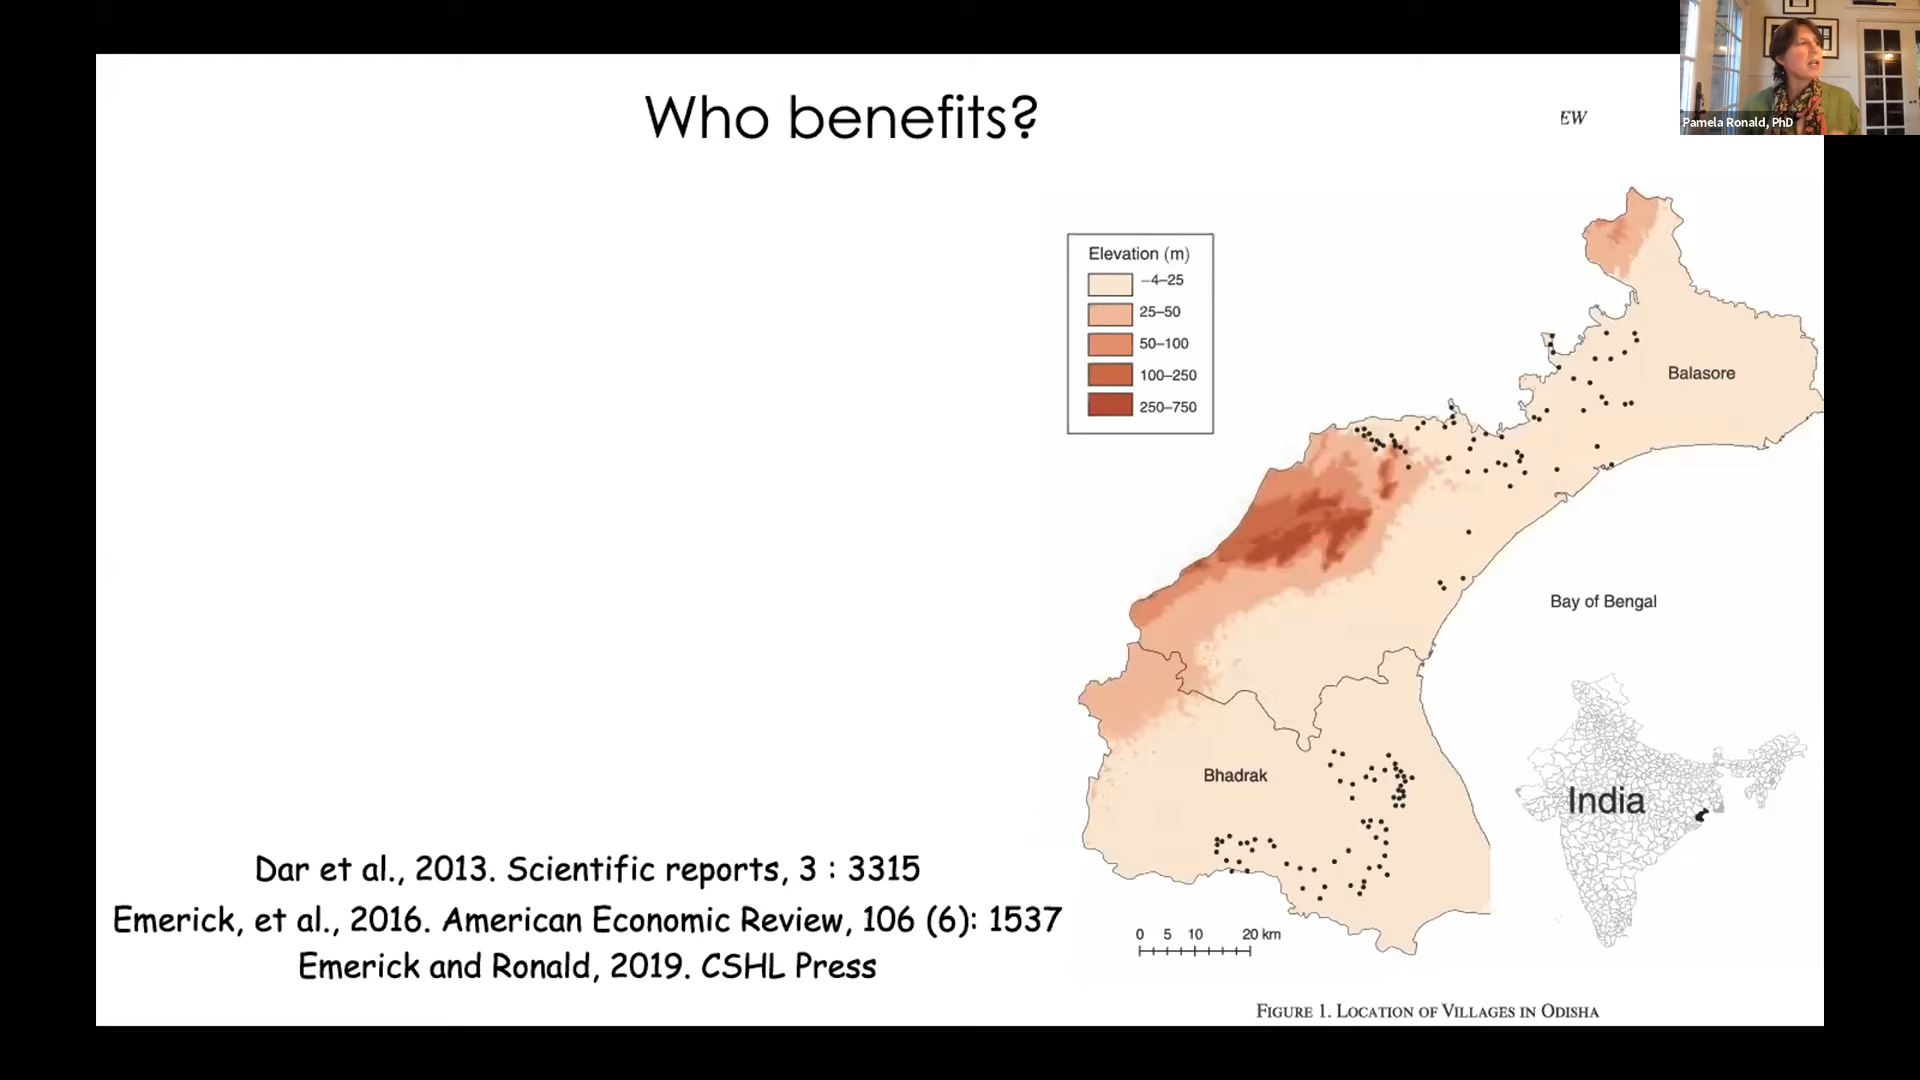 Who benefits?
EW
Pamela Ronald, PhD
Elevation (m)
−4–25
25–50
50–100
100–250
250–750
Balasore
Bay of Bengal
Bhadrak
India
Dar et al., 2013. Scientific reports, 3 : 3315
Emerick, et al., 2016. American Economic Review, 106 (6): 1537
Emerick and Ronald, 2019. CSHL Press
0 5 10 20 km
Figure 1. Location of Villages in Odisha